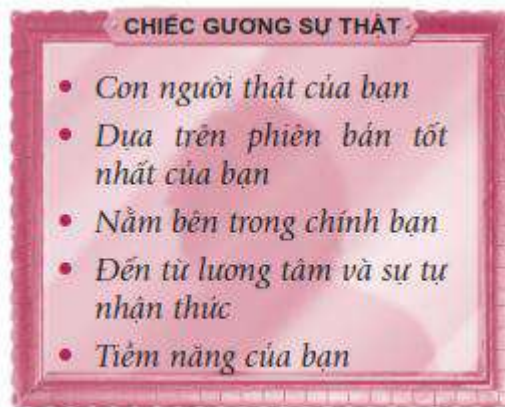 CHIẾC GƯƠNG SỰ THẬT
• Con người thật của bạn
• Dựa trên phiên bản tốt
nhất của bạn
• Nằm bên trong chính bạn
• Đến từ lương tâm và sự tự
nhận thức
• Tiềm năng của bạn